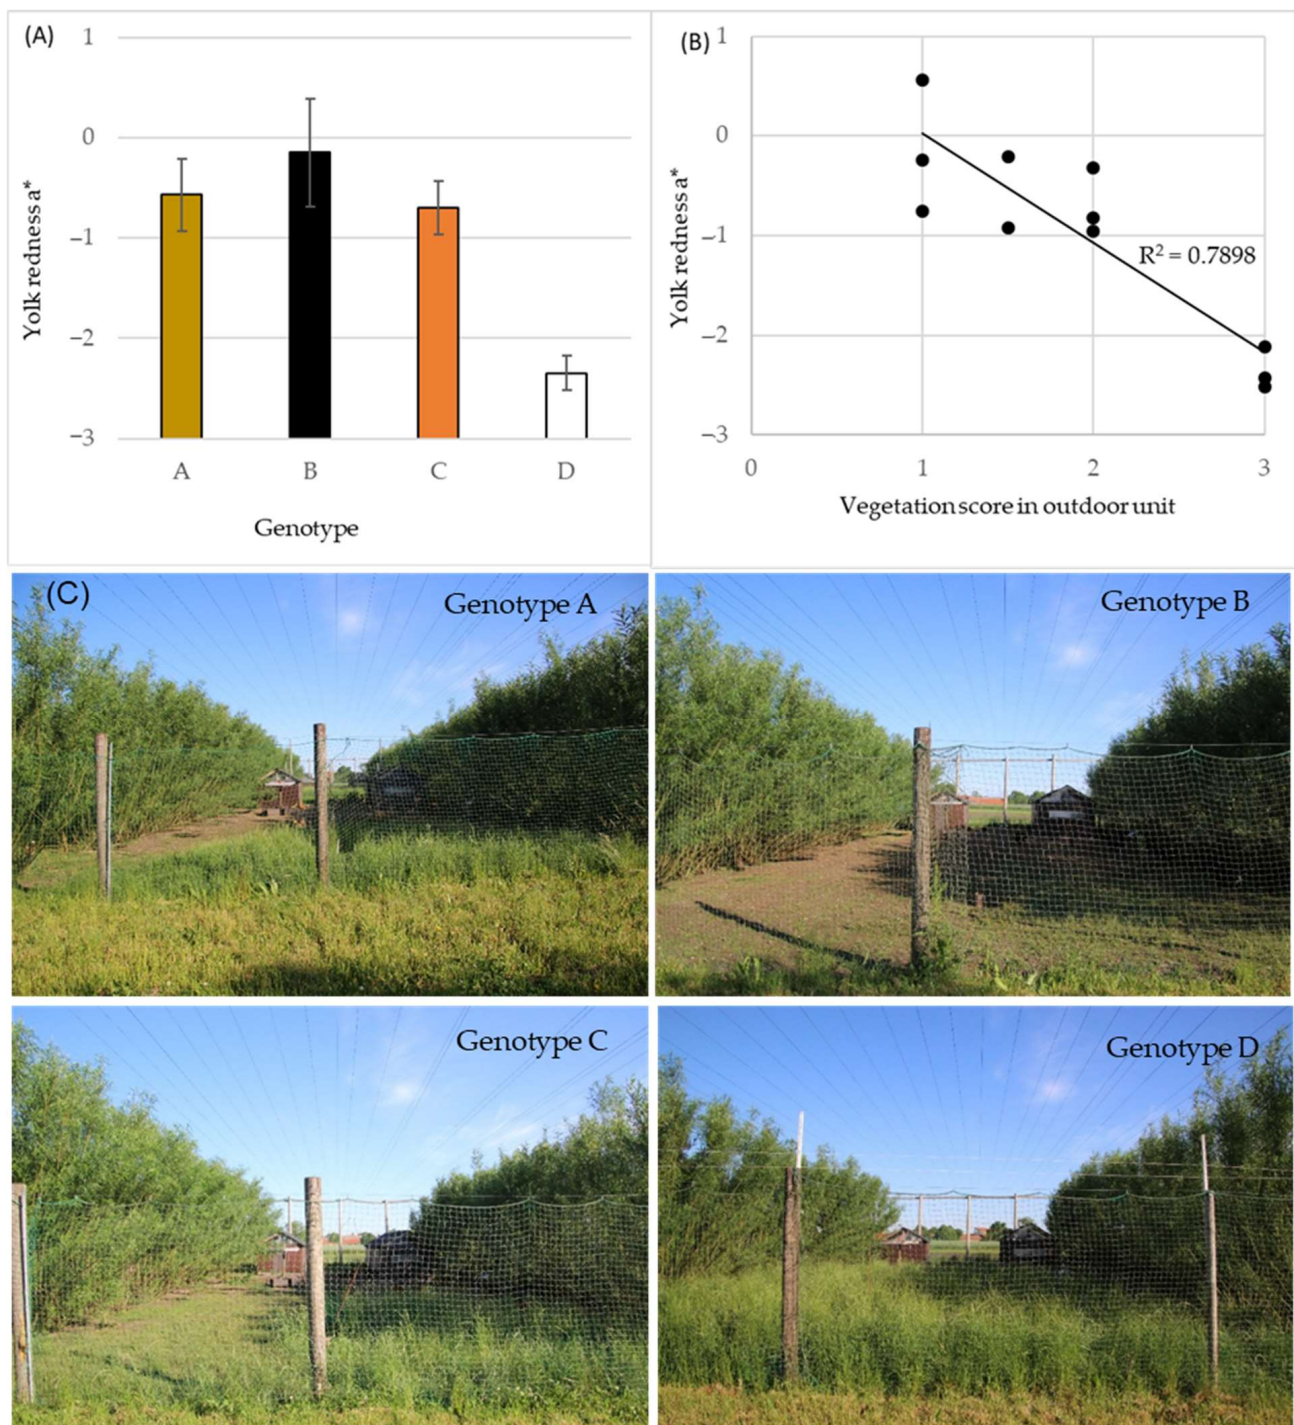 (A)
1
0
−1
−2
−3
Yolk redness a*
A B C D
Genotype
(B)
1
0
−1
−2
−3
Yolk redness a*
R² = 0.7898
0 1 2 3
Vegetation score in outdoor unit
(C)
Genotype A
Genotype B
Genotype C
Genotype D